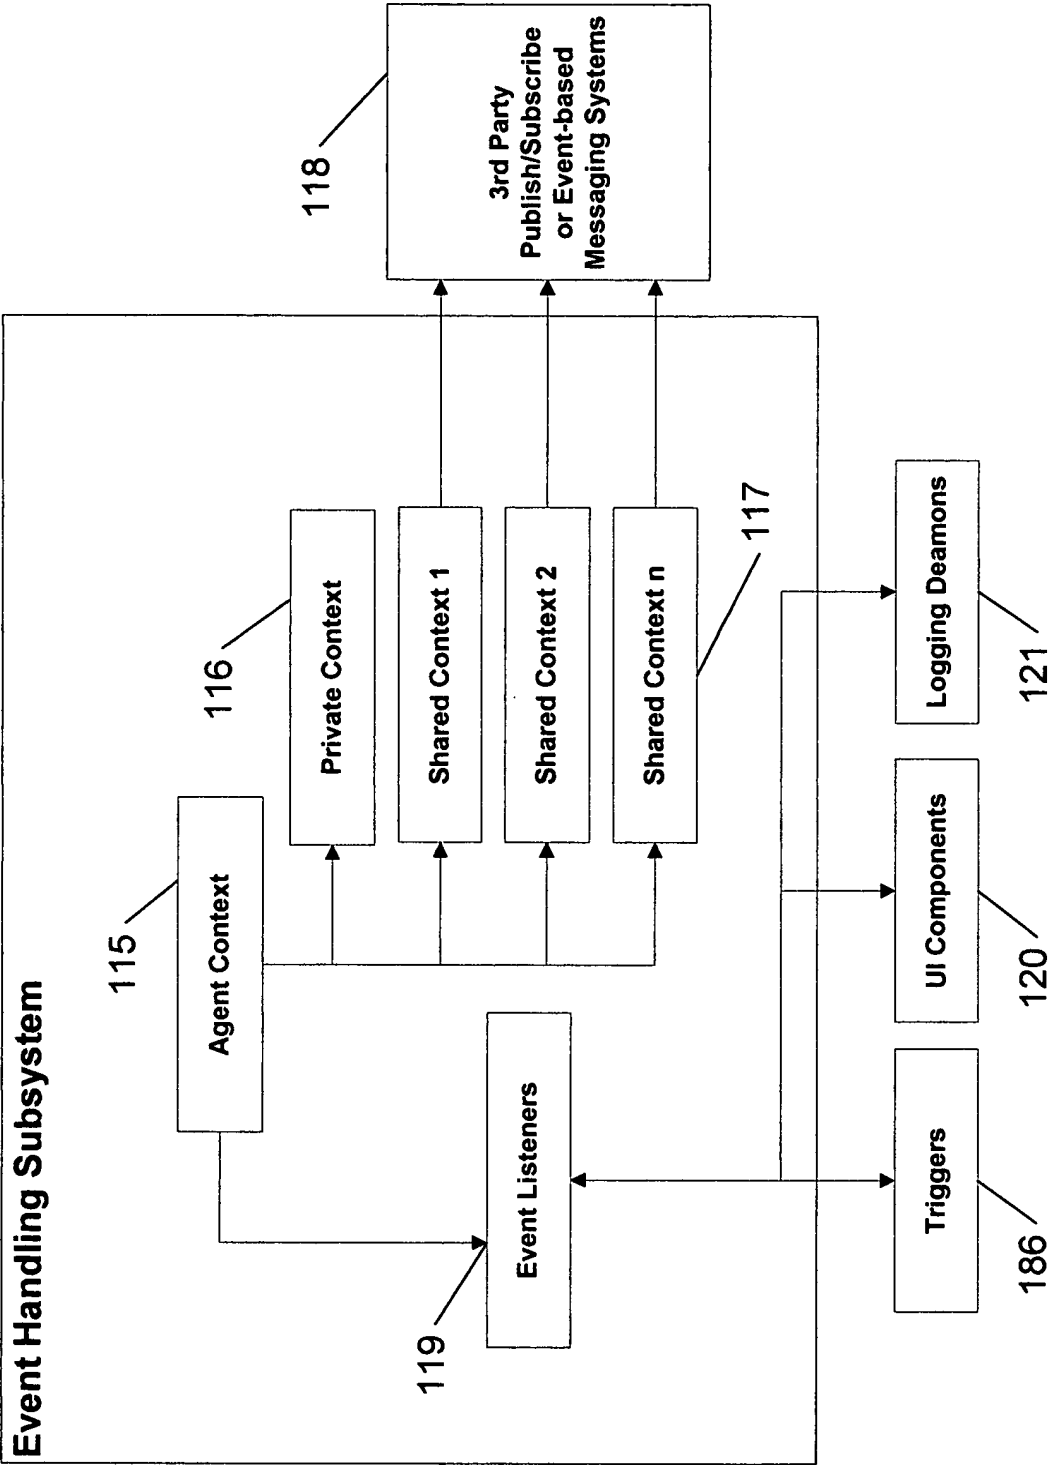 Event Handling Subsystem
115
Agent Context
116
Private Context
118
3rd Party
Publish/Subscribe
or Event-based
Messaging Systems
Shared Context 1
Shared Context 2
Shared Context n
117
119
Event Listeners
Triggers
186
UI Components
120
Logging Deamons
121